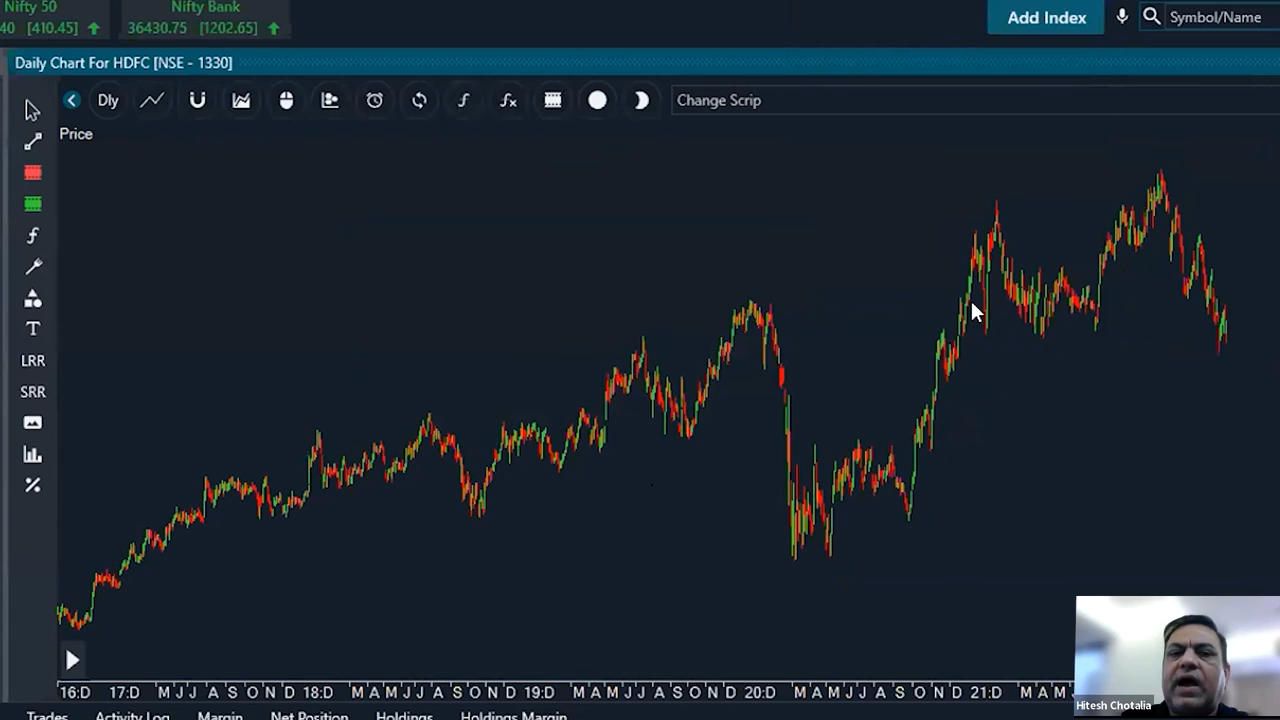 Nifty 50 Nifty Bank
40 [410.45] 36430.75 [1202.65]
Add Index Symbol/Name
Daily Chart For HDFC [NSE - 1330]
Dly f fx Change Scrip
Price
f
T
LRR
SRR
16:D 17:D M J J A S O N D 18:D M A M J J A S O N D 19:D M A M J J A S O N D 20:D M A M J J A S O N D 21:D M A M
Hitesh Chotalia
Trades Activity Log Margin Net Position Holdings Holdings Margin